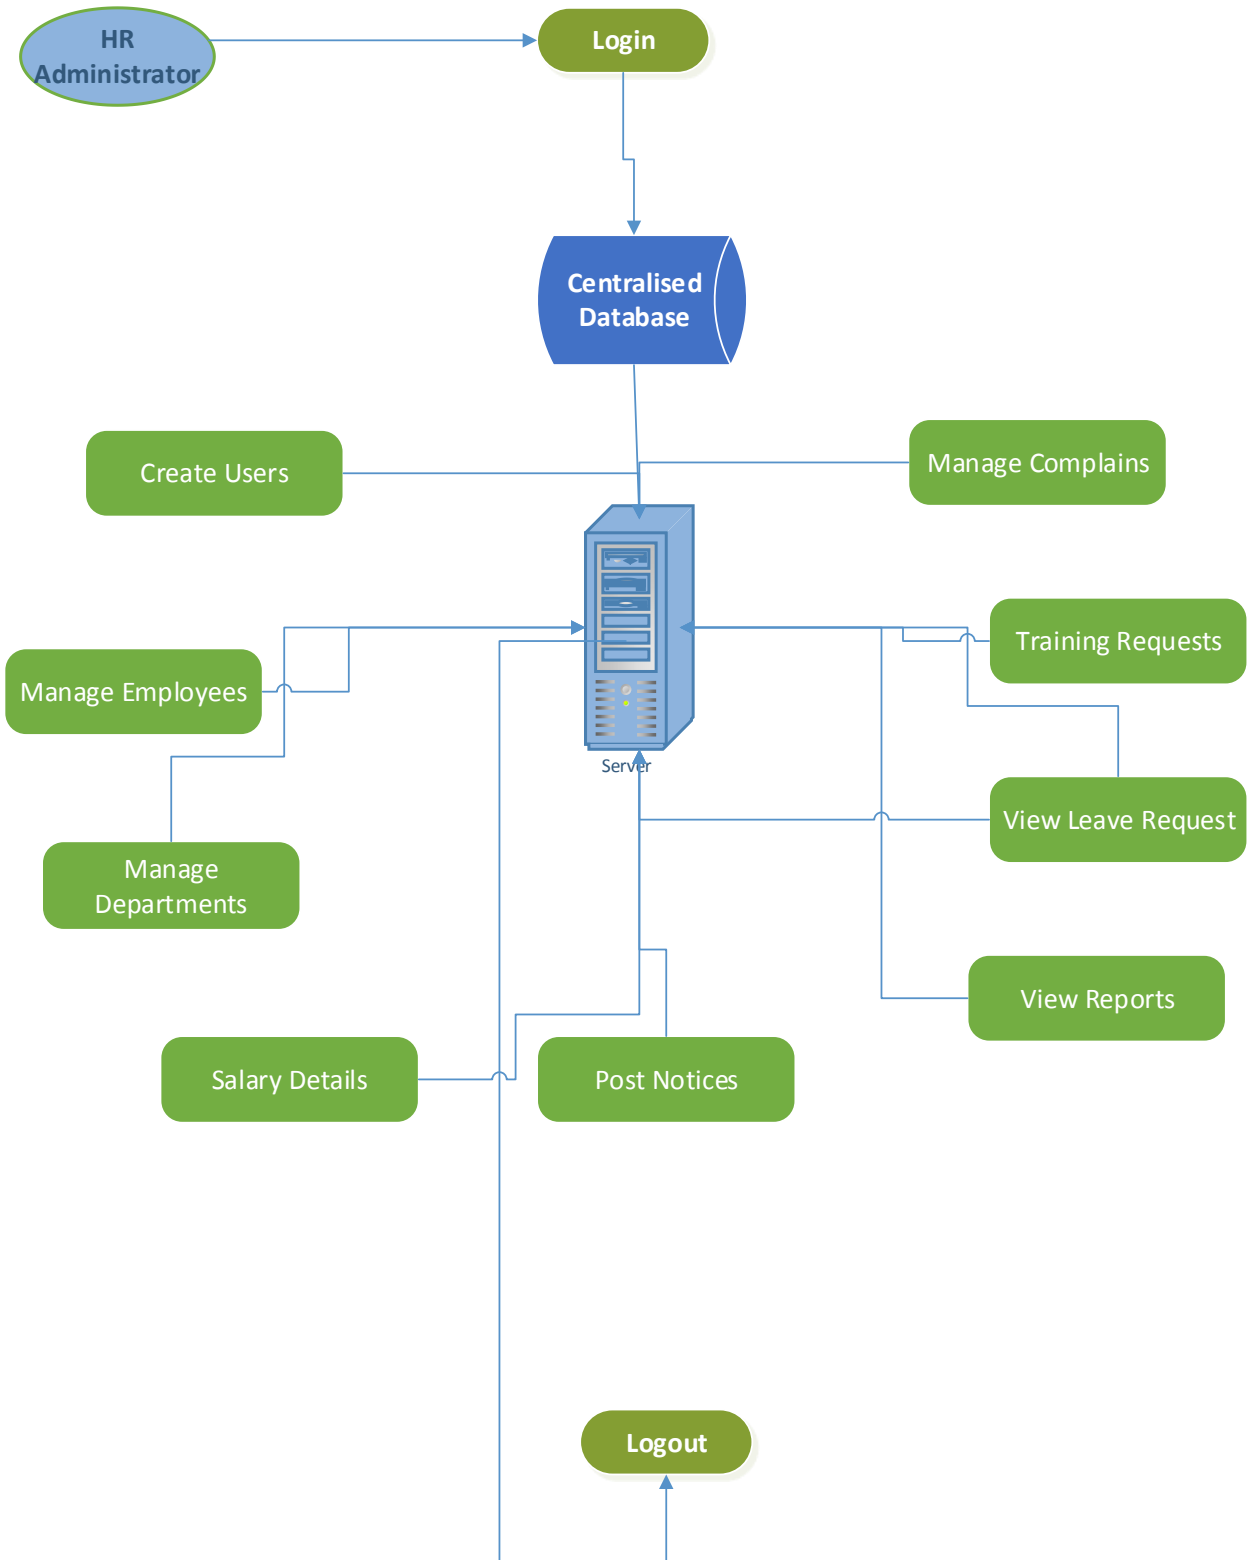 HR
Administrator
Login
Centralised
Database
Create Users
Manage Complains
Training Requests
Manage Employees
Server
View Leave Request
Manage
Departments
View Reports
Salary Details
Post Notices
Logout